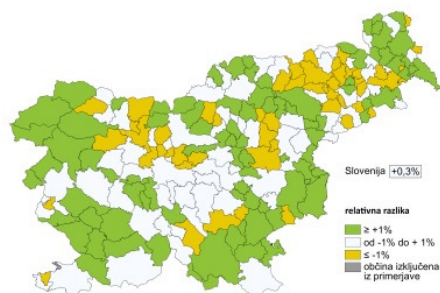 Slovenija +0,3%
relativna razlika
≥ +1%
od -1% do + 1%
≤ -1%
občina izključena
iz primerjave